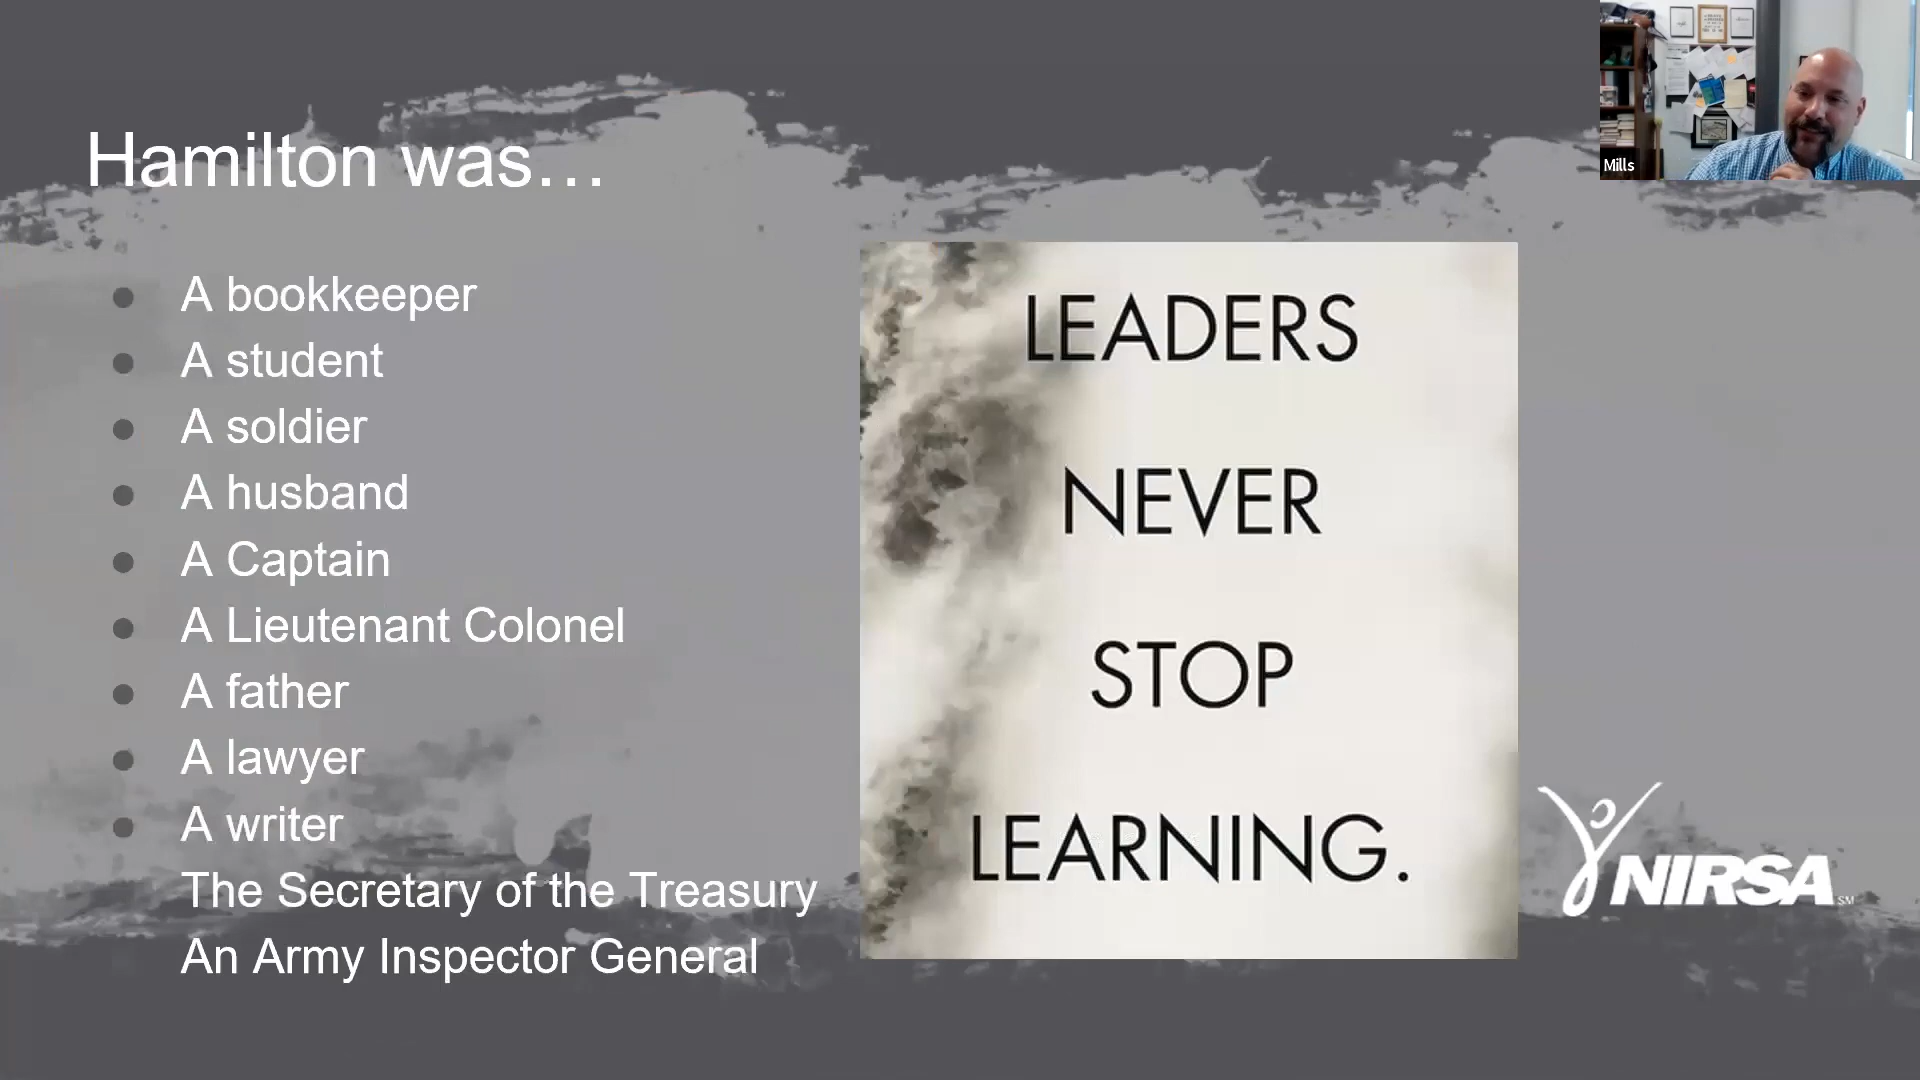 Hamilton was…
A bookkeeper
A student
A soldier
A husband
A Captain
A Lieutenant Colonel
A father
A lawyer
A writer
The Secretary of the Treasury
An Army Inspector General
LEADERS
NEVER
STOP
LEARNING.
Mills
NIRSA SM